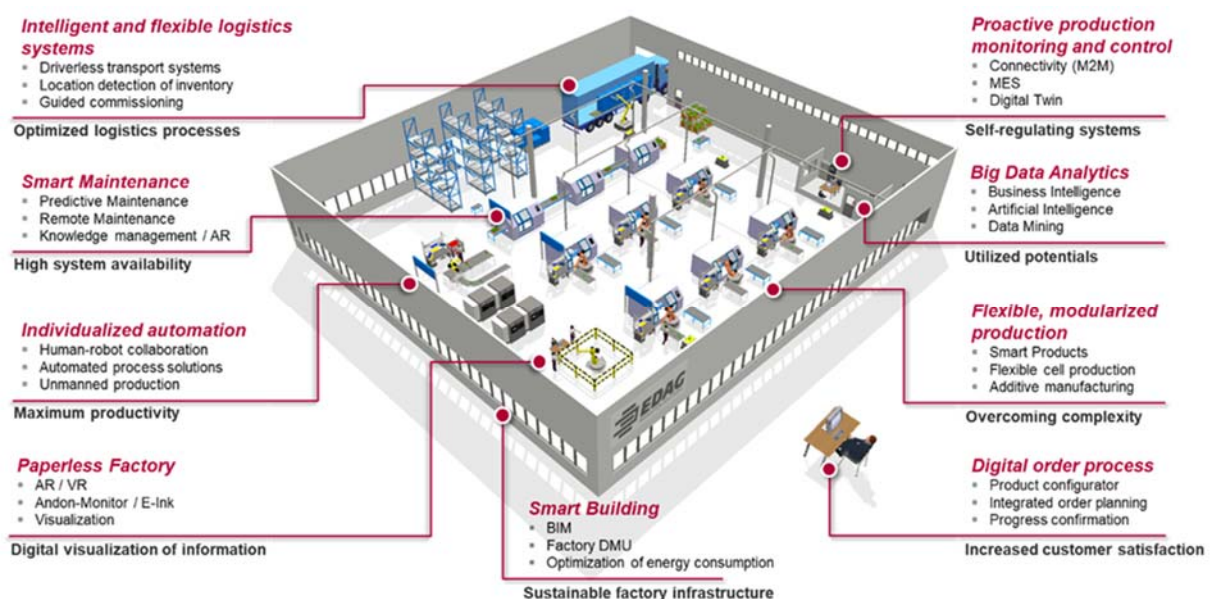 Intelligent and flexible logistics
systems
Driverless transport systems
Location detection of inventory
Guided commissioning
Optimized logistics processes
Smart Maintenance
Predictive Maintenance
Remote Maintenance
Knowledge management / AR
High system availability
Individualized automation
Human-robot collaboration
Automated process solutions
Unmanned production
Maximum productivity
Paperless Factory
AR / VR
Andon-Monitor / E-Ink
Visualization
Digital visualization of information
EDAG
Smart Building
BIM
Factory DMU
Optimization of energy consumption
Sustainable factory infrastructure
Proactive production
monitoring and control
Connectivity (M2M)
MES
Digital Twin
Self-regulating systems
Big Data Analytics
Business Intelligence
Artificial Intelligence
Data Mining
Utilized potentials
Flexible, modularized
production
Smart Products
Flexible cell production
Additive manufacturing
Overcoming complexity
Digital order process
Product configurator
Integrated order planning
Progress confirmation
Increased customer satisfaction